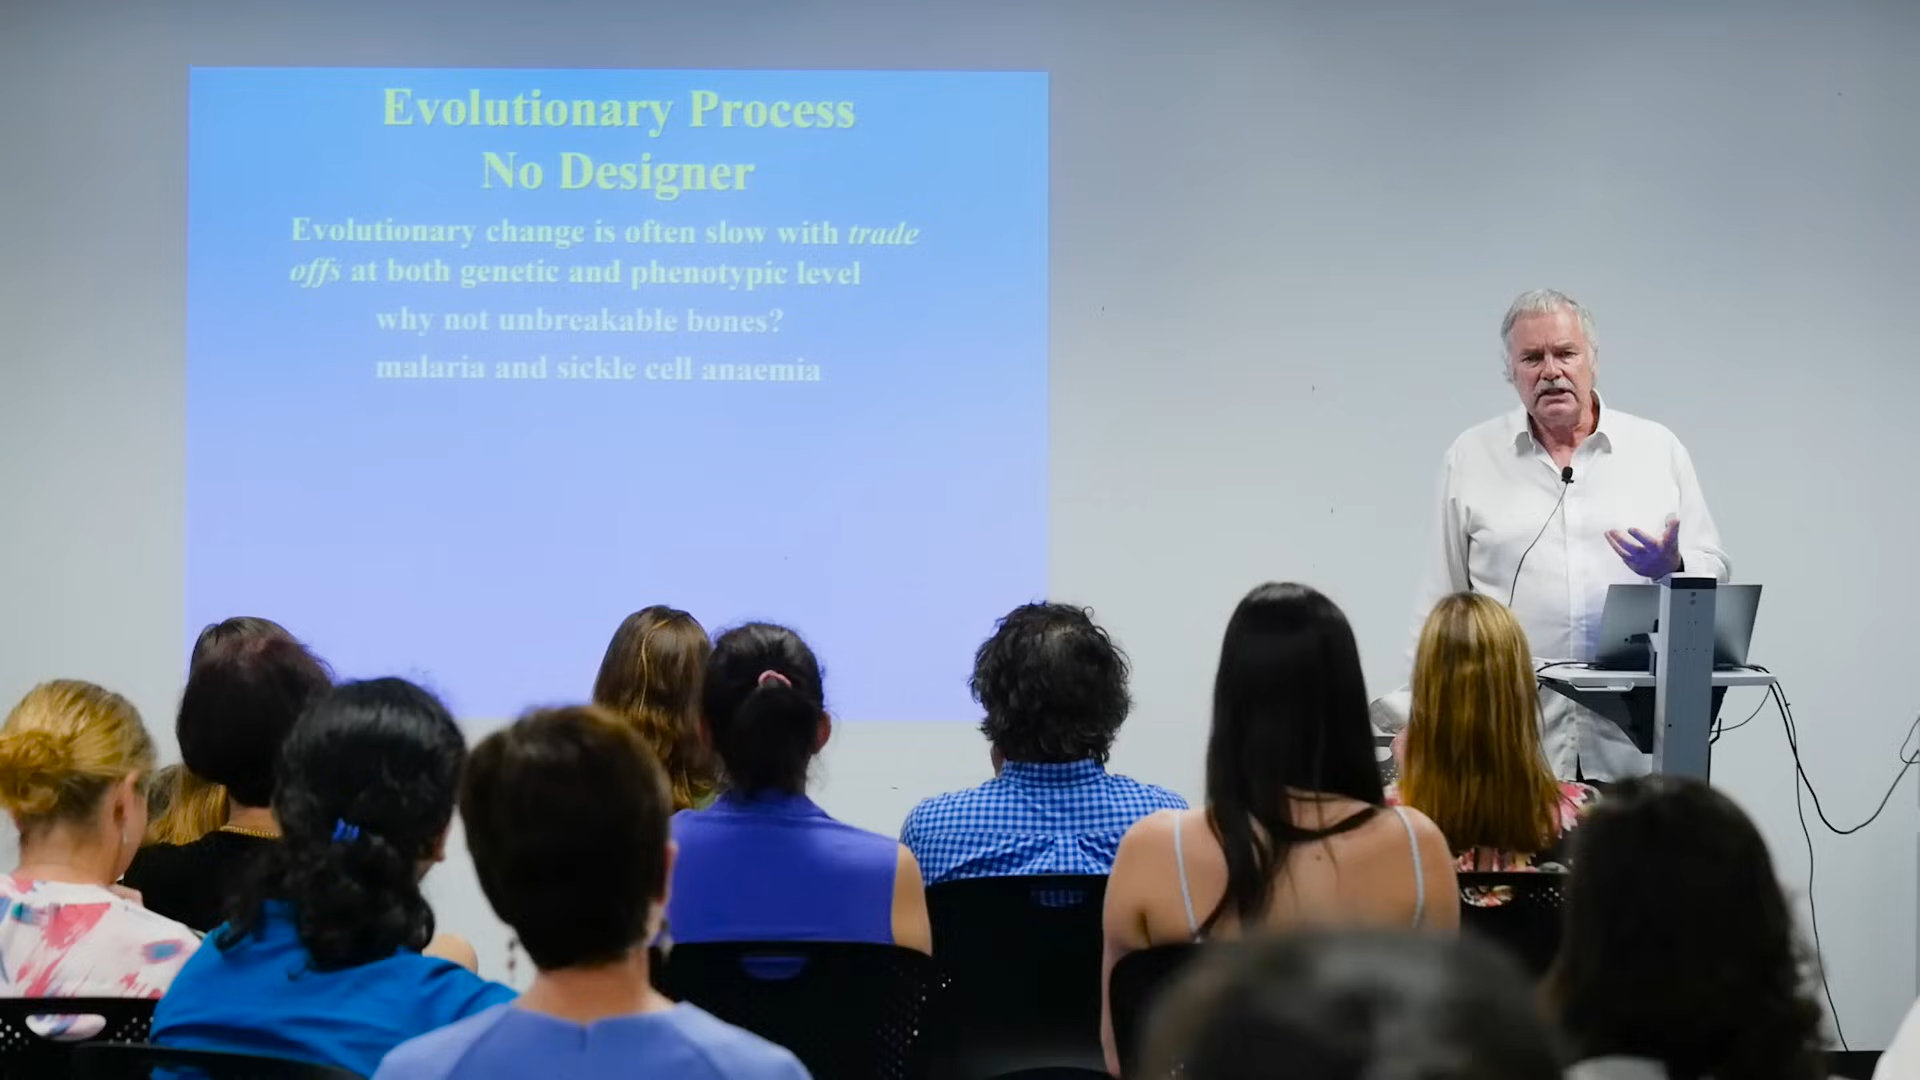 Evolutionary Process
No Designer
Evolutionary change is often slow with trade
offs at both genetic and phenotypic level
why not unbreakable bones?
malaria and sickle cell anaemia